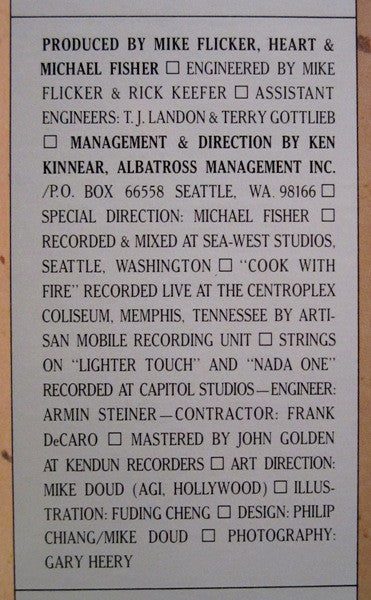 PRODUCED BY MIKE FLICKER, HEART &
MICHAEL FISHER □ ENGINEERED BY MIKE
FLICKER & RICK KEEFER □ ASSISTANT
ENGINEERS: T. J. LANDON & TERRY GOTTLIEB
□ MANAGEMENT & DIRECTION BY KEN
KINNEAR, ALBATROSS MANAGEMENT INC.
/P.O. BOX 66558 SEATTLE, WA. 98166 □
SPECIAL DIRECTION: MICHAEL FISHER □
RECORDED & MIXED AT SEA-WEST STUDIOS,
SEATTLE, WASHINGTON □ “COOK WITH
FIRE” RECORDED LIVE AT THE CENTROPLEX
COLISEUM, MEMPHIS, TENNESSEE BY ARTI-
SAN MOBILE RECORDING UNIT □ STRINGS
ON “LIGHTER TOUCH” AND “NADA ONE”
RECORDED AT CAPITOL STUDIOS—ENGINEER:
ARMIN STEINER—CONTRACTOR: FRANK
DeCARO □ MASTERED BY JOHN GOLDEN
AT KENDUN RECORDERS □ ART DIRECTION:
MIKE DOUD (AGI, HOLLYWOOD) □ ILLUS-
TRATION: FUDING CHENG □ DESIGN: PHILIP
CHIANG/MIKE DOUD □ PHOTOGRAPHY:
GARY HEERY